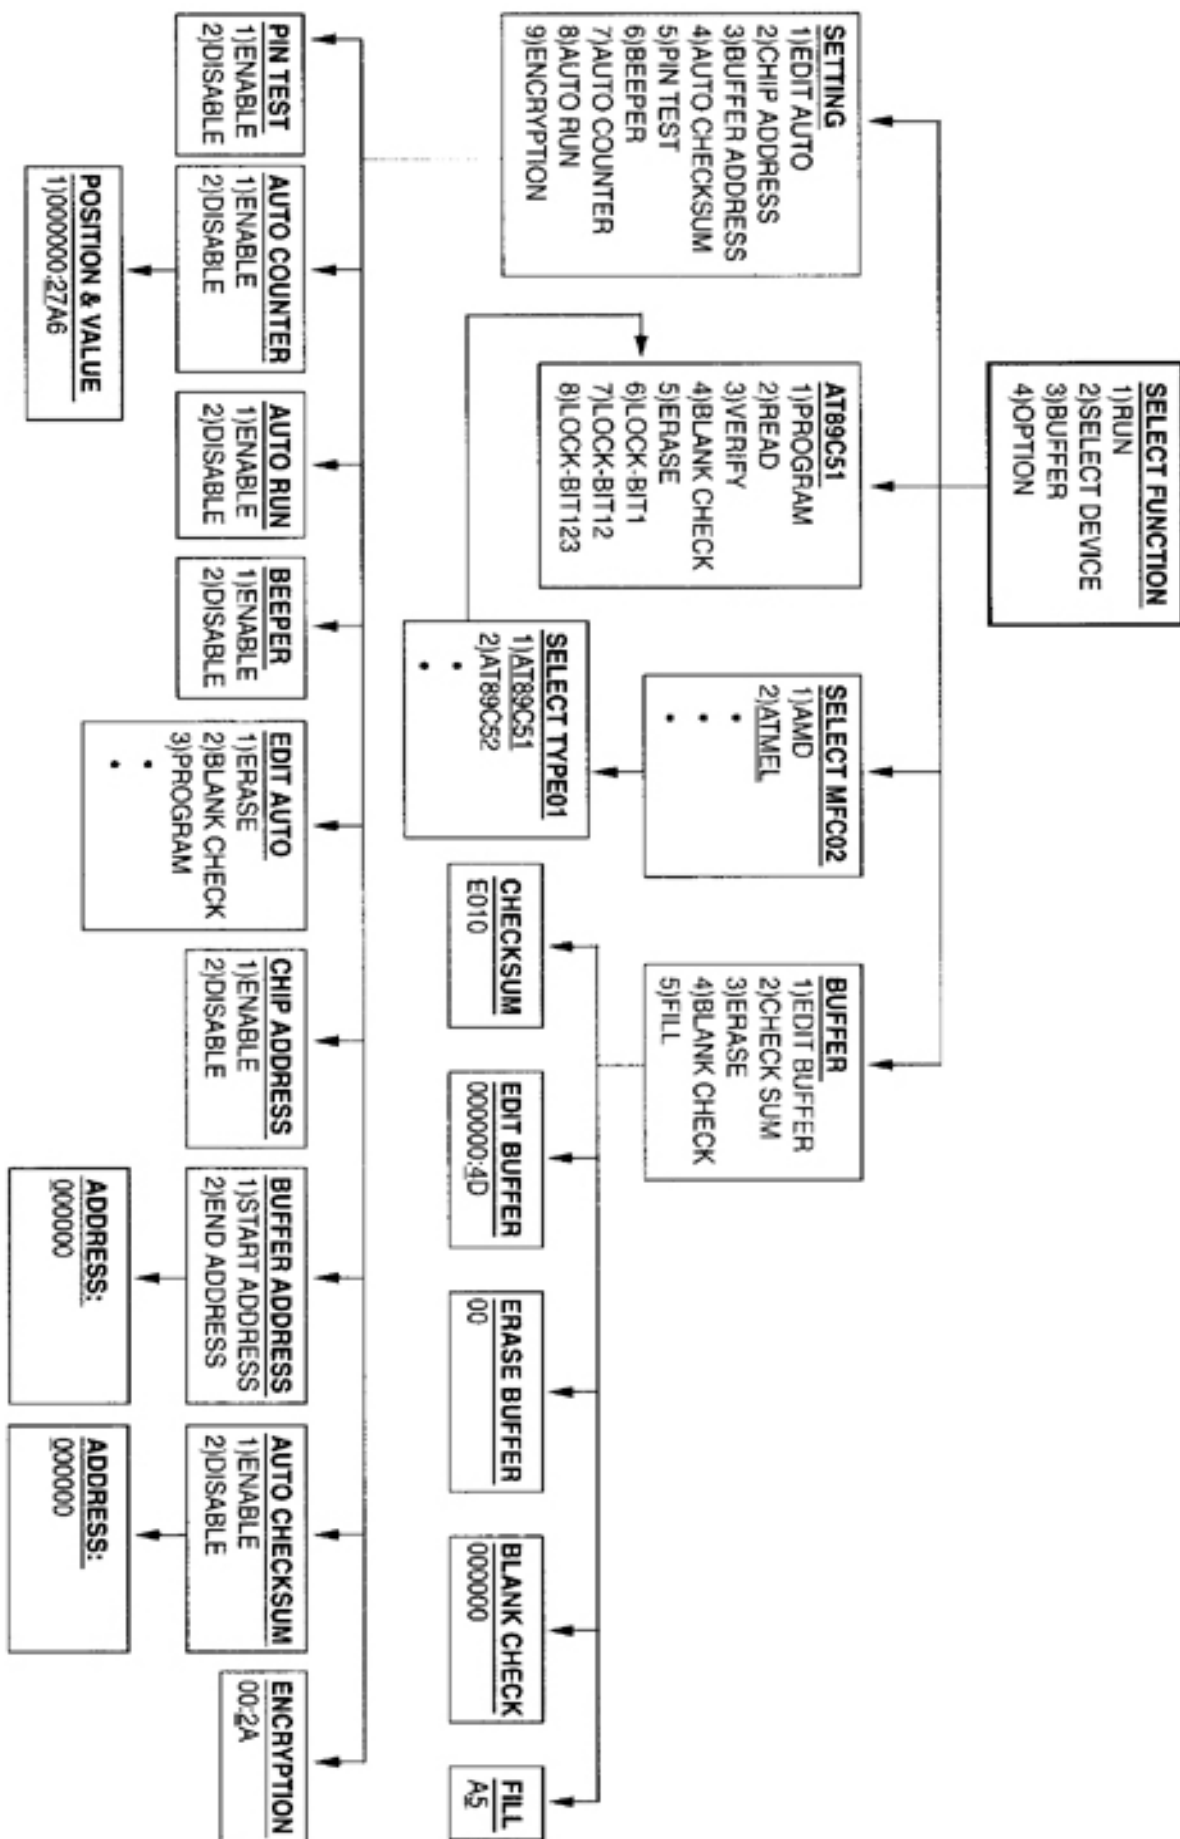 SELECT FUNCTION
1)RUN
2)SELECT DEVICE
3)BUFFER
4)OPTION
SETTING
1)EDIT AUTO
2)CHIP ADDRESS
3)BUFFER ADDRESS
4)AUTO CHECKSUM
5)PIN TEST
6)BEEPER
7)AUTO COUNTER
8)AUTO RUN
9)ENCRYPTION
AT89C51
1)PROGRAM
2)READ
3)VERIFY
4)BLANK CHECK
5)ERASE
6)LOCK-BIT1
7)LOCK-BIT12
8)LOCK-BIT123
SELECT MFC02
1)AMD
2)ATMEL
BUFFER
1)EDIT BUFFER
2)CHECK SUM
3)ERASE
4)BLANK CHECK
5)FILL
SELECT TYPE01
1)AT89C51
2)AT89C52
CHECKSUM
E010
EDIT BUFFER
000000:4D
ERASE BUFFER
00
BLANK CHECK
000000
FILL
A5
PIN TEST
1)ENABLE
2)DISABLE
AUTO COUNTER
1)ENABLE
2)DISABLE
AUTO RUN
1)ENABLE
2)DISABLE
BEEPER
1)ENABLE
2)DISABLE
EDIT AUTO
1)ERASE
2)BLANK CHECK
3)PROGRAM
CHIP ADDRESS
1)ENABLE
2)DISABLE
BUFFER ADDRESS
1)START ADDRESS
2)END ADDRESS
AUTO CHECKSUM
1)ENABLE
2)DISABLE
ENCRYPTION
00:2A
POSITION & VALUE
1)000000:27A6
ADDRESS:
000000
ADDRESS:
000000